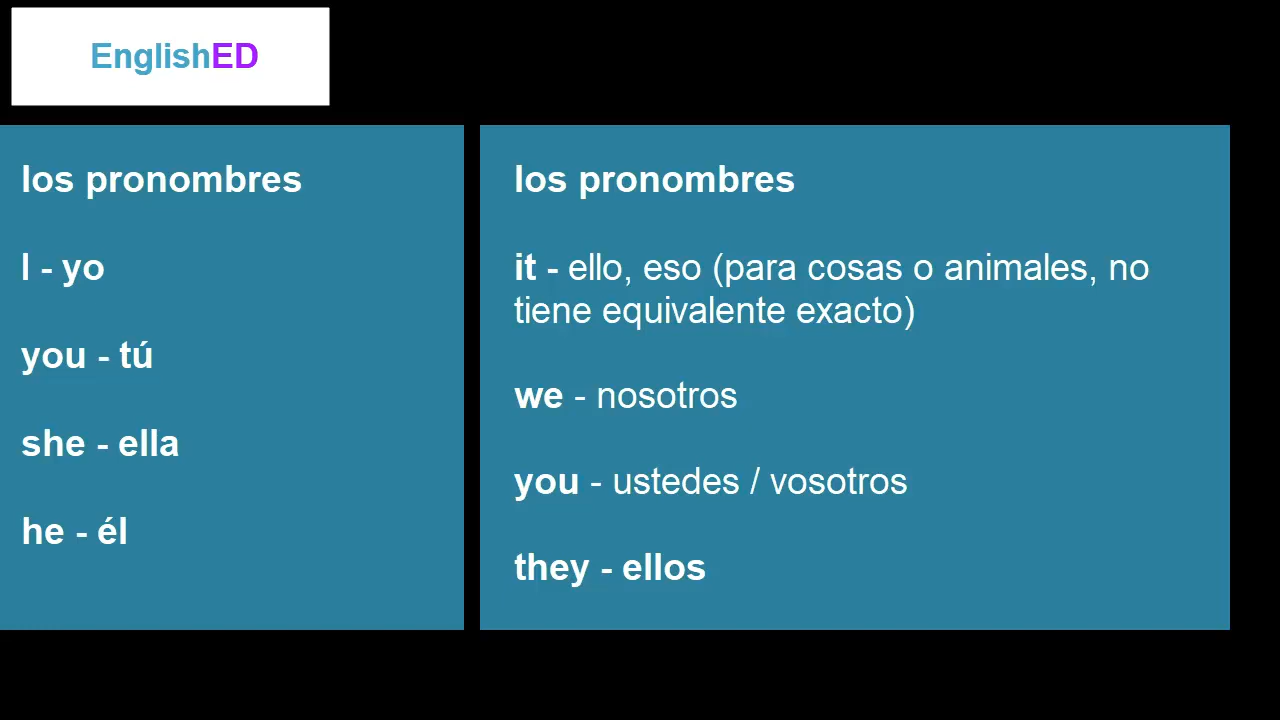 EnglishED
los pronombres
I - yo
you - tú
she - ella
he - él
los pronombres
it - ello, eso (para cosas o animales, no
tiene equivalente exacto)
we - nosotros
you - ustedes / vosotros
they - ellos